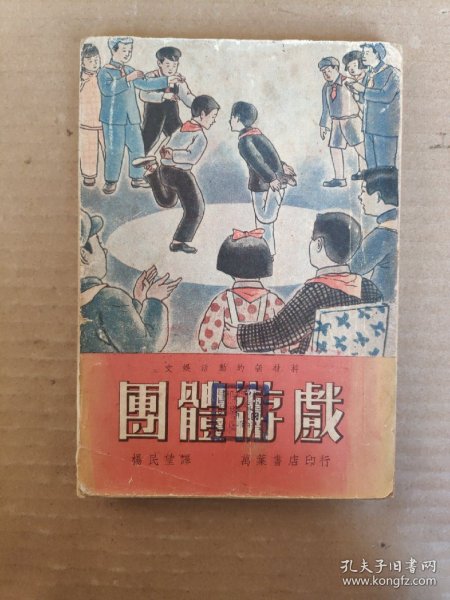 文娛活動的新材料
團體游戲
楊民望譯 萬葉書店印行
孔夫子旧书网
www.kongfz.com